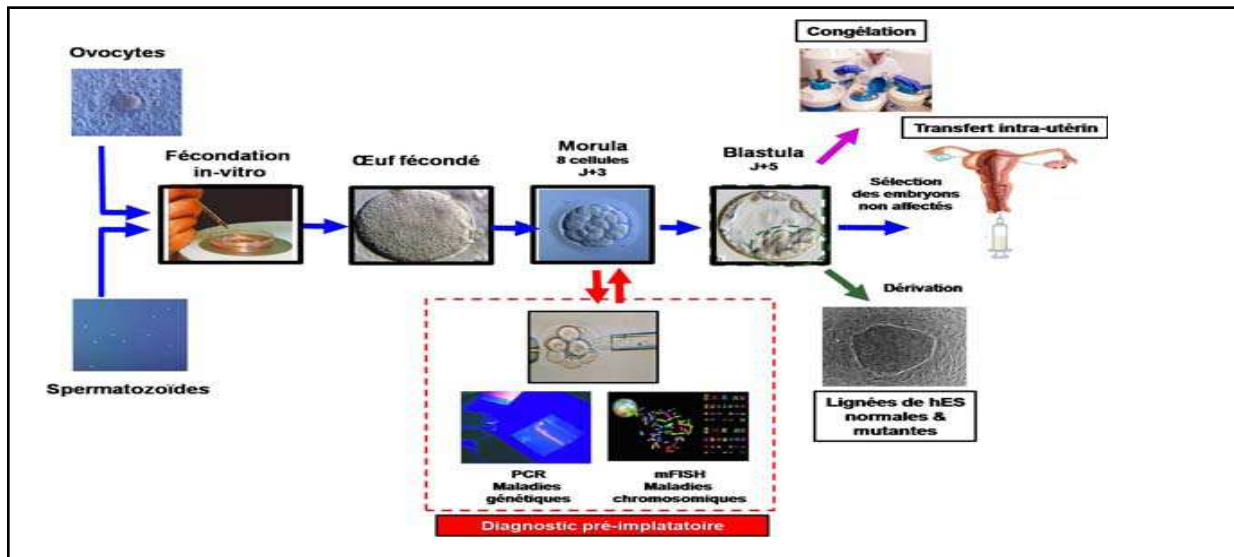 Ovocytes
Congélation
Transfert intra-utérin
Fécondation
in-vitro
Œuf fécondé
Morula
8 cellules
J+3
Blastula
J+5
Sélection
des embryons
non affectés
Dérivation
Spermatozoïdes
Lignées de hES
normales &
mutantes
PCR
Maladies
génétiques
mFISH
Maladies
chromosomiques
Diagnostic pré-implatatoire